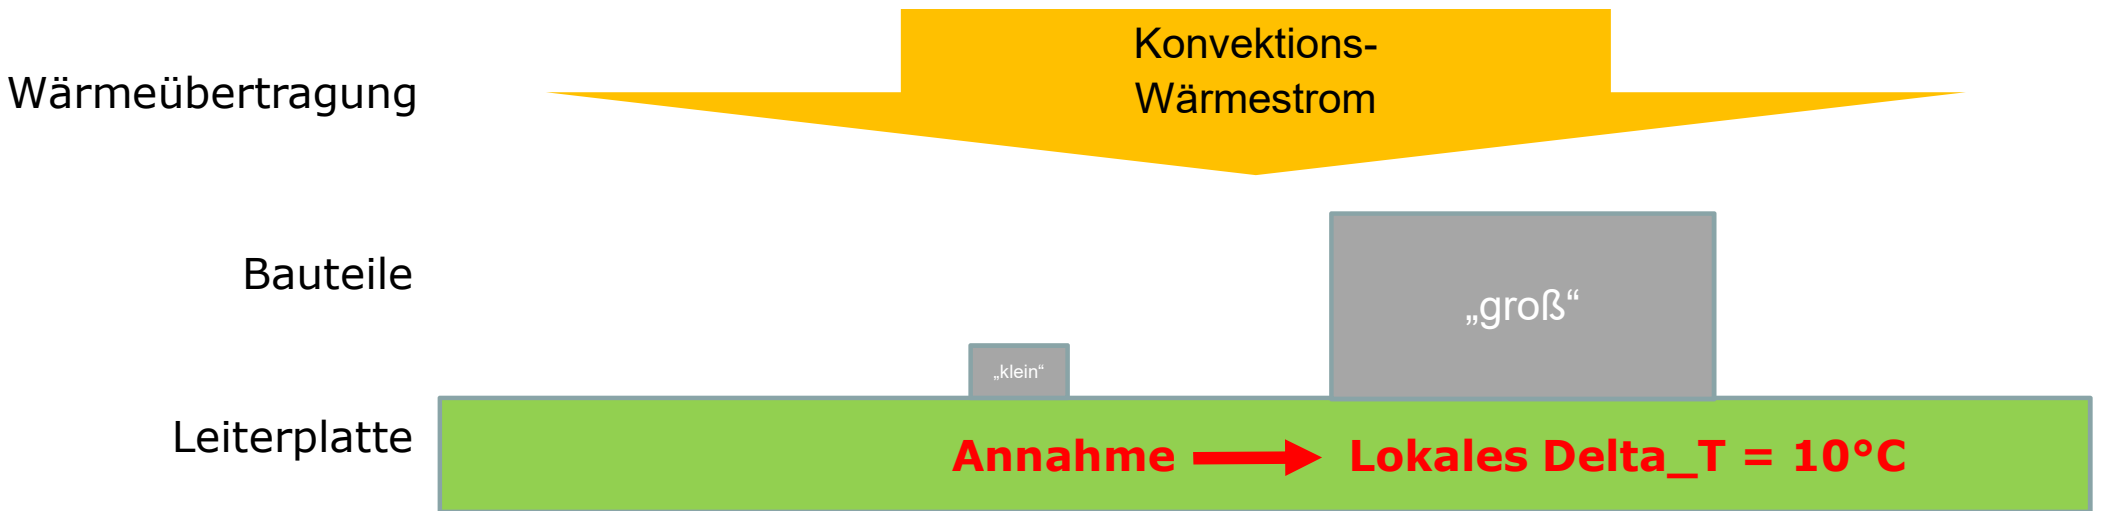 Konvektions-
Wärmestrom
Wärmeübertragung
Bauteile
„groß“
„klein“
Leiterplatte
Annahme Lokales Delta_T = 10°C